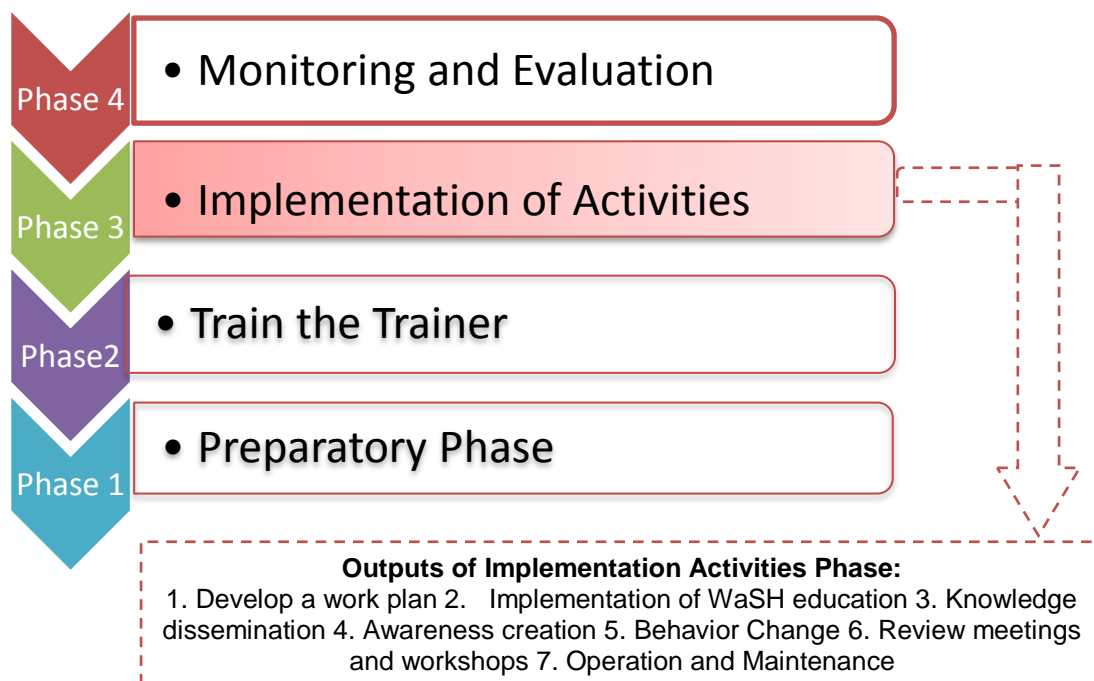 Phase 4
• Monitoring and Evaluation
Phase 3
• Implementation of Activities
Phase2
• Train the Trainer
Phase 1
• Preparatory Phase
Outputs of Implementation Activities Phase:
1. Develop a work plan 2. Implementation of WaSH education 3. Knowledge
dissemination 4. Awareness creation 5. Behavior Change 6. Review meetings
and workshops 7. Operation and Maintenance